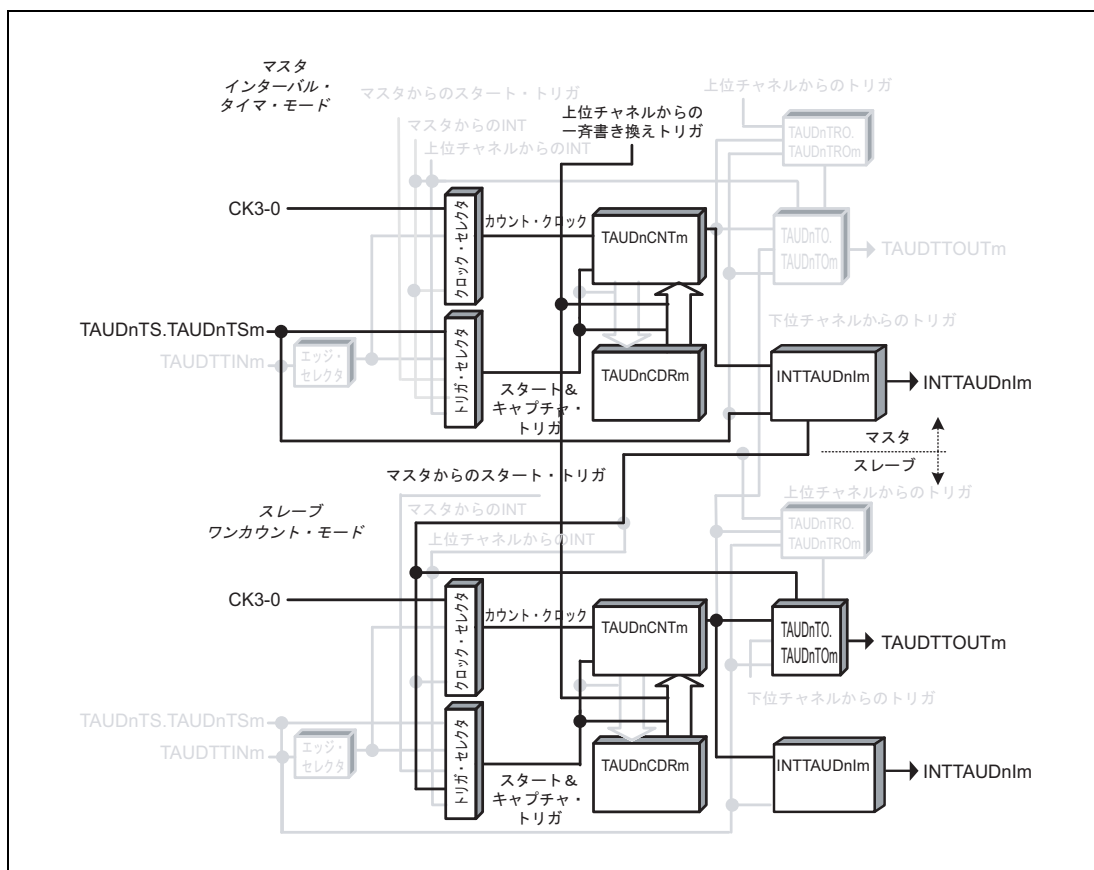 マスタ
インターバル・
タイマ・モード
マスタからのスタート・トリガ
マスタからのINT
上位チャネルからのINT
上位チャネルからの
一斉書き換えトリガ
上位チャネルからのトリガ
TAUDnTRO.
TAUDnTROm
CK3-0
クロック・セレクタ
カウント・クロック
TAUDnCNTm
TAUDnTO.
TAUDnTOm
TAUDTTOUTm
TAUDnTS.TAUDnTSm
TAUDTTINm
エッジ・
セレクタ
トリガ・セレクタ
スタート&
キャプチャ・
トリガ
TAUDnCDRm
下位チャネルからのトリガ
INTTAUDnIm
INTTAUDnIm
マスタ
スレーブ
マスタからのスタート・トリガ
スレーブ
ワンカウント・モード
マスタからのINT
上位チャネルからのINT
上位チャネルからのトリガ
TAUDnTRO.
TAUDnTROm
CK3-0
クロック・セレクタ
カウント・クロック
TAUDnCNTm
TAUDnTO.
TAUDnTOm
TAUDTTOUTm
下位チャネルからのトリガ
TAUDnTS.TAUDnTSm
TAUDTTINm
エッジ・
セレクタ
トリガ・セレクタ
スタート&
キャプチャ・
トリガ
TAUDnCDRm
INTTAUDnIm
INTTAUDnIm